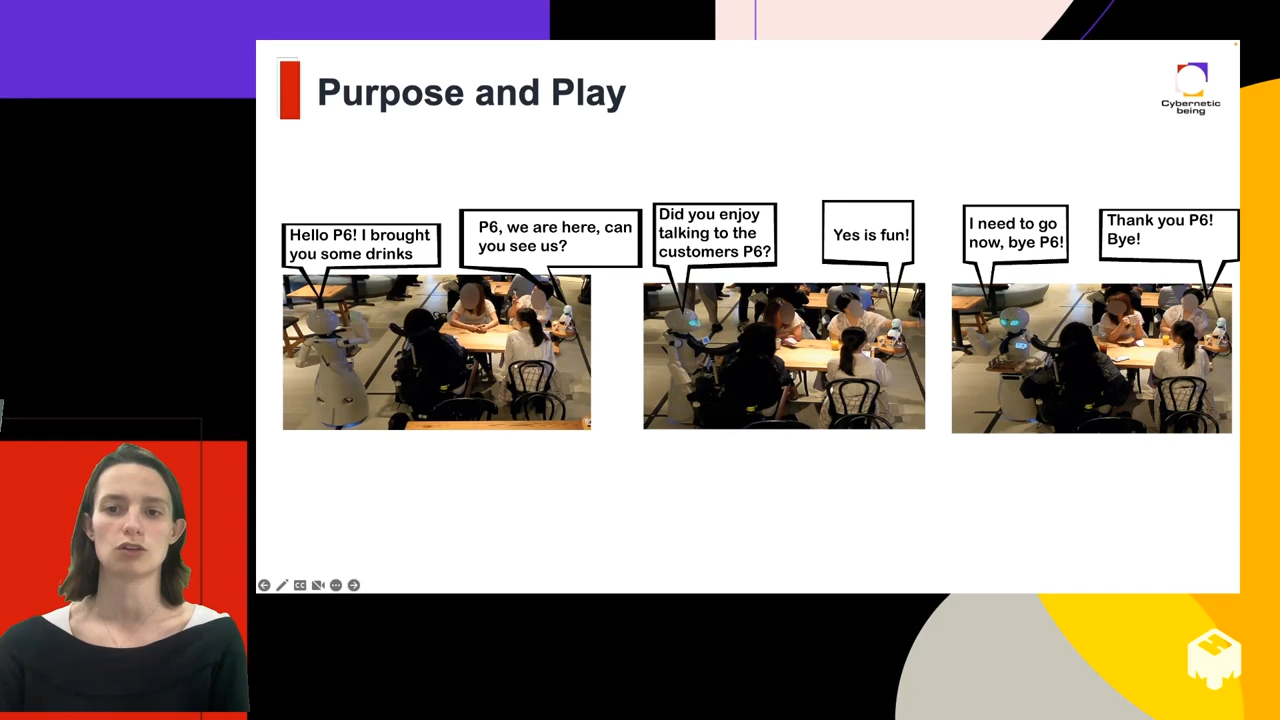 Purpose and Play
Cybernetic
being
Hello P6! I brought
you some drinks
P6, we are here, can
you see us?
Did you enjoy
talking to the
customers P6?
Yes is fun!
I need to go
now, bye P6!
Thank you P6!
Bye!
CC